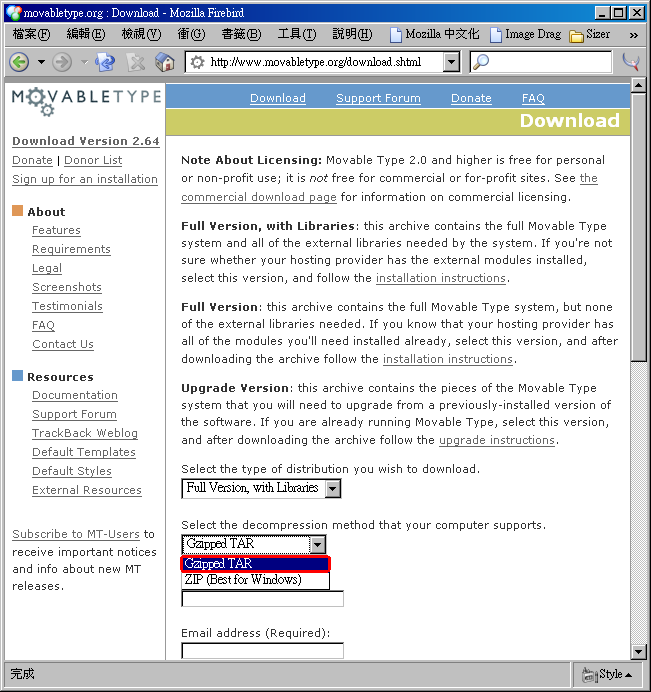 movabletype.org : Download - Mozilla Firebird
檔案(F) 編輯(E) 檢視(V) 衝(G) 書籤(B) 工具(T) 說明(H) Mozilla 中文化 Image Drag Sizer »
http://www.movabletype.org/download.shtml
MOVABLETYPE
Download Support Forum Donate FAQ
Download
Download Version 2.64
Donate | Donor List
Sign up for an installation
About
Features
Requirements
Legal
Screenshots
Testimonials
FAQ
Contact Us
Resources
Documentation
Support Forum
TrackBack Weblog
Default Templates
Default Styles
External Resources
Subscribe to MT-Users to
receive important notices
and info about new MT
releases.
Note About Licensing: Movable Type 2.0 and higher is free for personal
or non-profit use; it is not free for commercial or for-profit sites. See the
commercial download page for information on commercial licensing.
Full Version, with Libraries: this archive contains the full Movable Type
system and all of the external libraries needed by the system. If you're not
sure whether your hosting provider has the external modules installed,
select this version, and follow the installation instructions.
Full Version: this archive contains the full Movable Type system, but none
of the external libraries needed. If you know that your hosting provider has
all of the modules you'll need installed already, select this version, and after
downloading the archive follow the installation instructions.
Upgrade Version: this archive contains the pieces of the Movable Type
system that you will need to upgrade from a previously-installed version of
the software. If you are already running Movable Type, select this version,
and after downloading the archive follow the upgrade instructions.
Select the type of distribution you wish to download.
Full Version, with Libraries
Select the decompression method that your computer supports.
Gzipped TAR
Gzipped TAR
ZIP (Best for Windows)
Email address (Required):
完成
Style